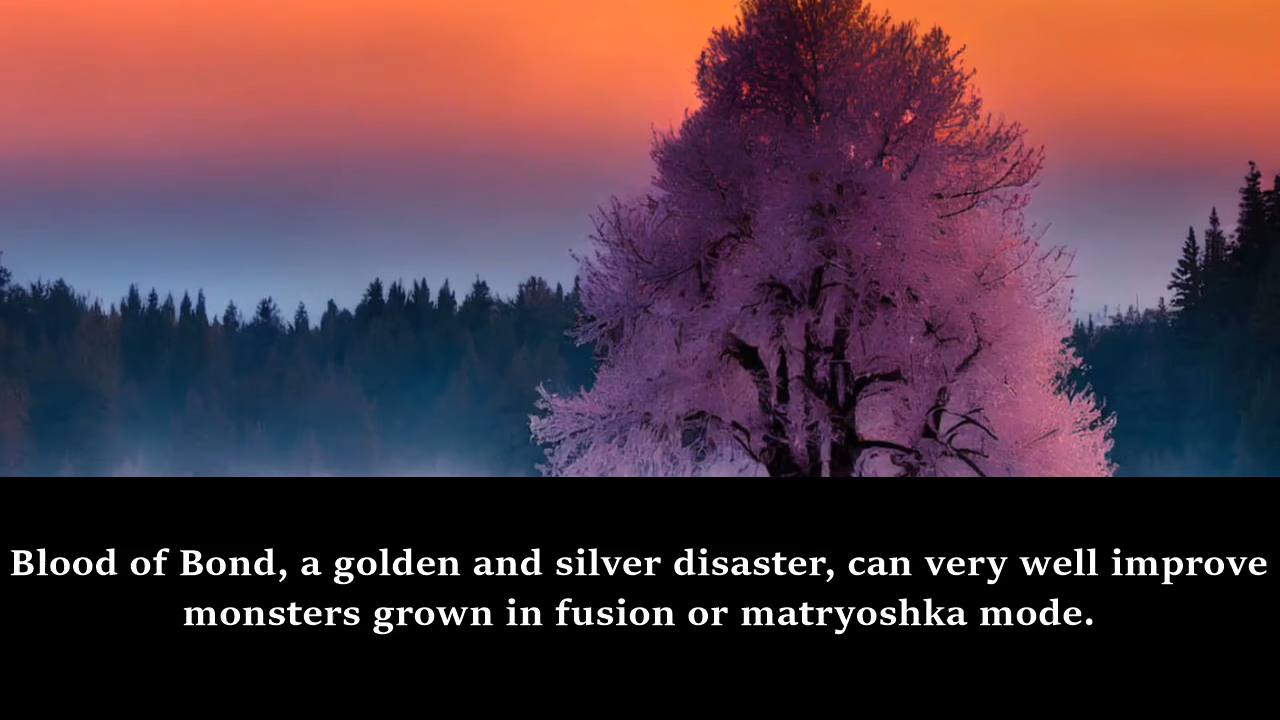 Blood of Bond, a golden and silver disaster, can very well improve
monsters grown in fusion or matryoshka mode.